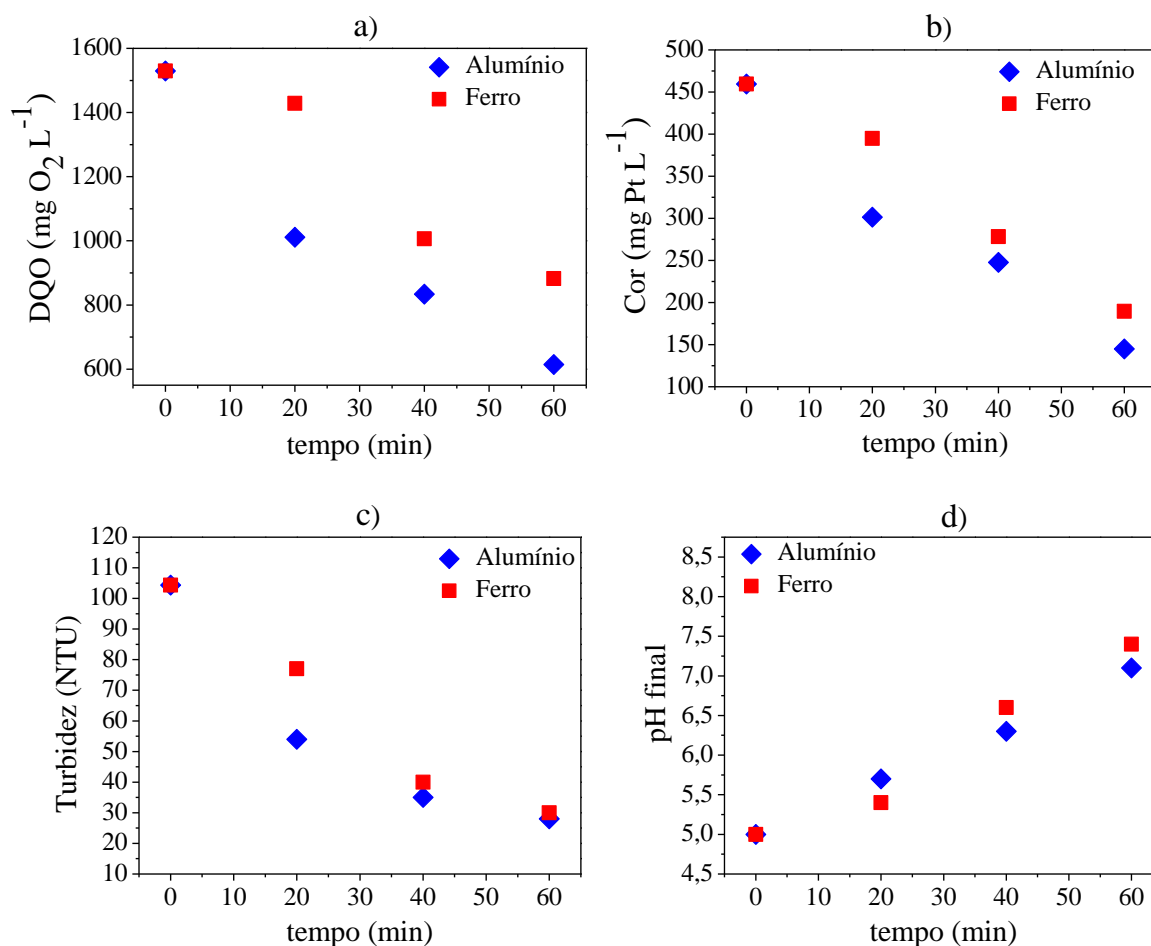 a)
1600
1400
1200
1000
800
600
DQO (mg O2 L-1)
Alumínio
Ferro
0 10 20 30 40 50 60
tempo (min)
b)
500
450
400
350
300
250
200
150
100
Cor (mg Pt L-1)
Alumínio
Ferro
0 10 20 30 40 50 60
tempo (min)
c)
120
110
100
90
80
70
60
50
40
30
20
10
Turbidez (NTU)
Alumínio
Ferro
0 10 20 30 40 50 60
tempo (min)
d)
8,5
8,0
7,5
7,0
6,5
6,0
5,5
5,0
4,5
pH final
Alumínio
Ferro
0 10 20 30 40 50 60
tempo (min)